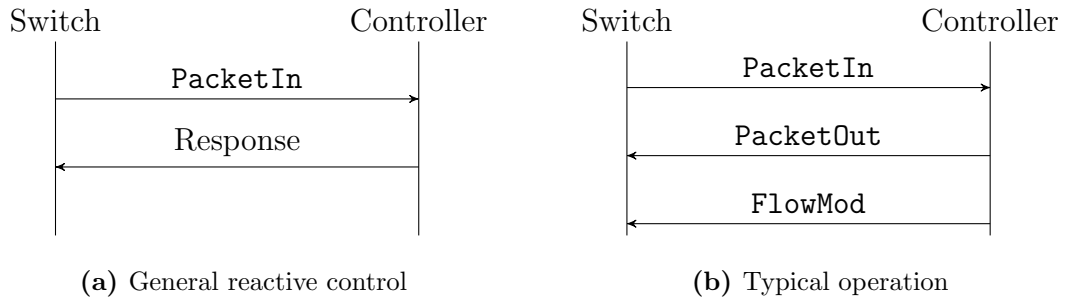 Switch
Controller
PacketIn
Response
(a) General reactive control
Switch
Controller
PacketIn
PacketOut
FlowMod
(b) Typical operation